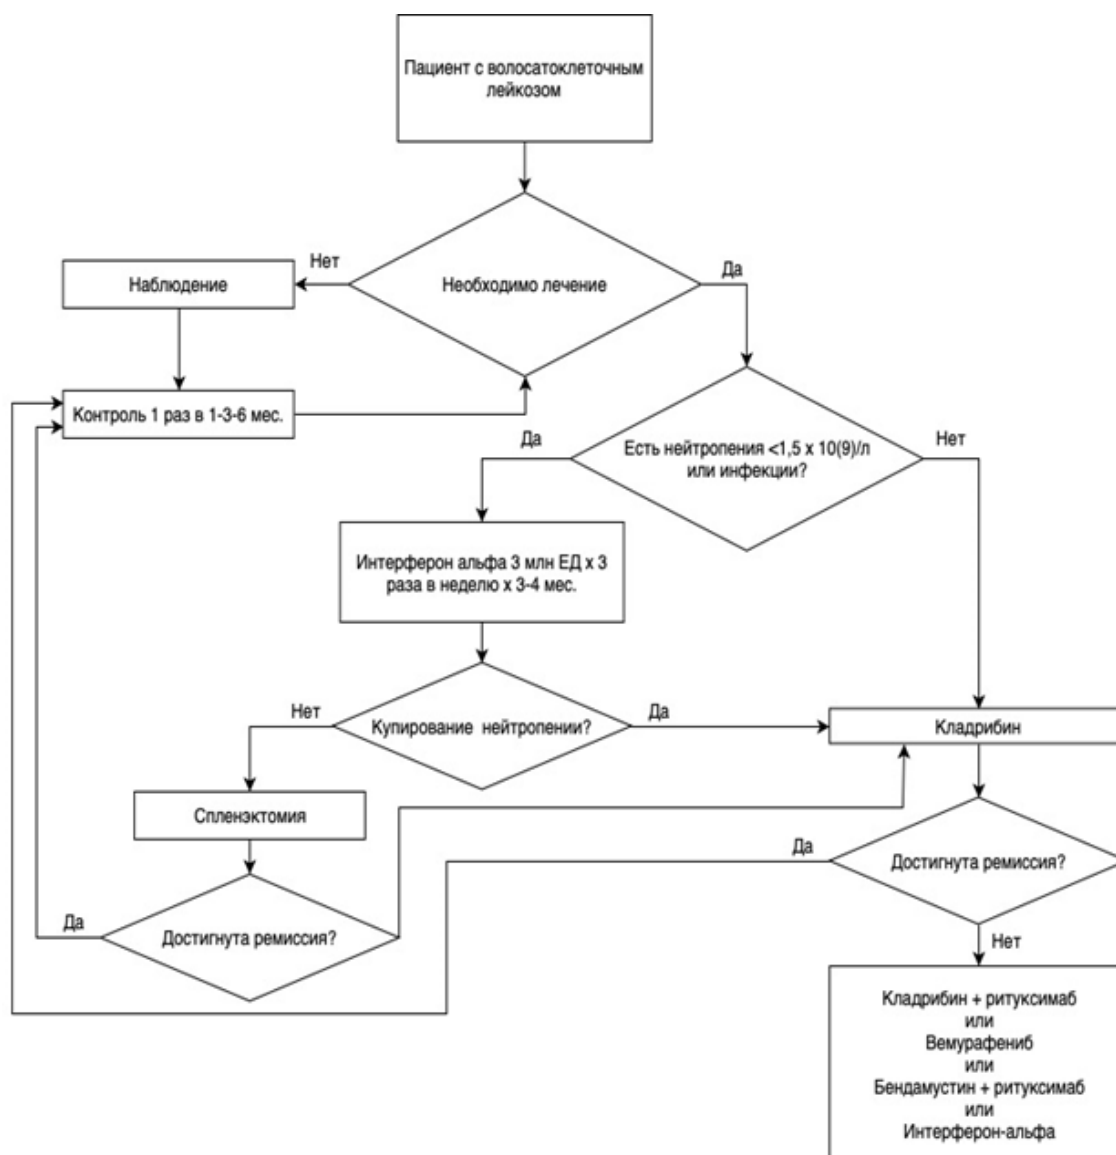 Пациент с волосатоклеточным
лейкозом
Нет
Да
Наблюдение
Необходимо лечение
Контроль 1 раз в 1-3-6 мес.
Да
Есть нейтропения <1,5 x 10(9)/л
или инфекции?
Нет
Интерферон альфа 3 млн ЕД x 3
раза в неделю x 3-4 мес.
Нет
Купирование нейтропении?
Да
Кладрибин
Спленэктомия
Да
Достигнута ремиссия?
Да
Достигнута ремиссия?
Нет
Кладрибин + ритуксимаб
или
Вемурафениб
или
Бендамустин + ритуксимаб
или
Интерферон-альфа